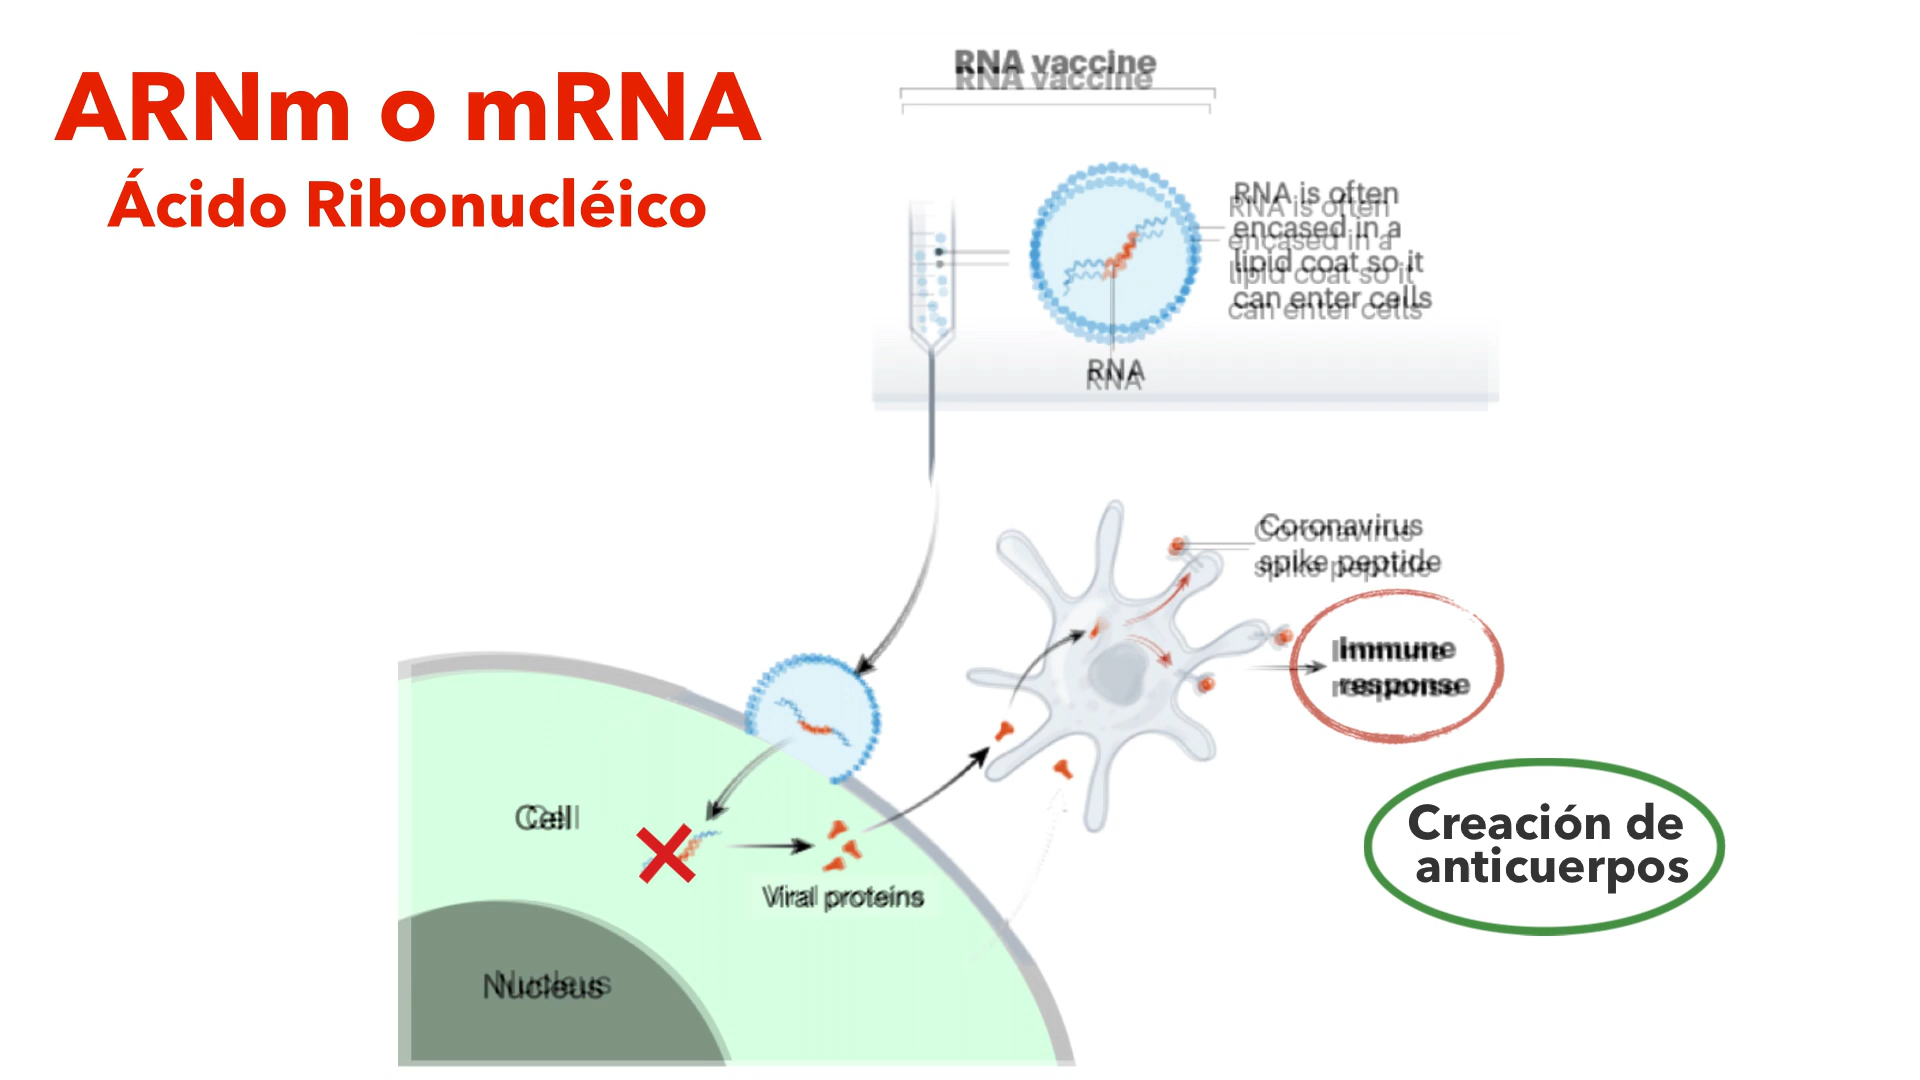 ARNm o mRNA
Ácido Ribonucléico
RNA vaccine
RNA is often
encased in a
lipid coat so it
can enter cells
RNA
Coronavirus
spike peptide
Immune
response
Cell
Viral proteins
Creación de
anticuerpos
Nucleus